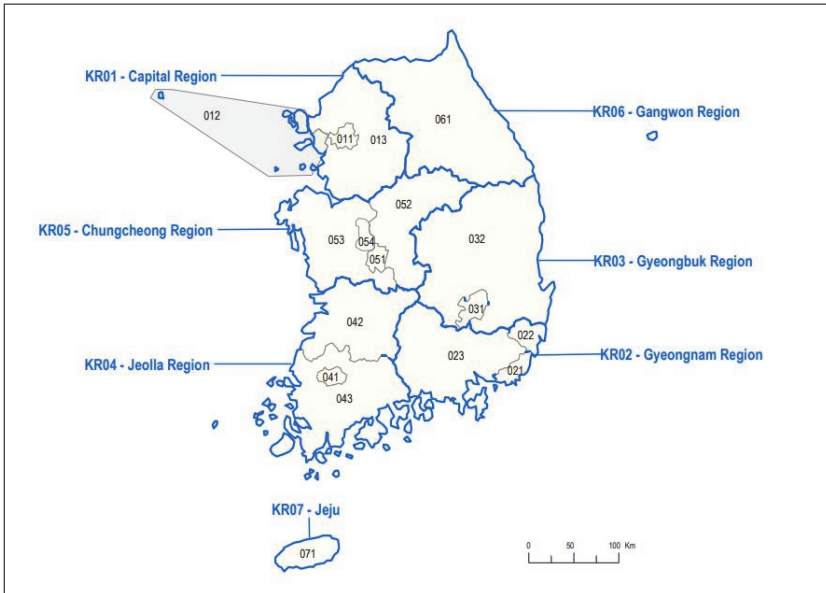 KR01 - Capital Region
012
061
KR06 - Gangwon Region
011
013
052
KR05 - Chungcheong Region
053
054
032
051
KR03 - Gyeongbuk Region
031
042
022
023
KR02 - Gyeongnam Region
KR04 - Jeolla Region
021
041
043
KR07 - Jeju
071
0 50 100 Km